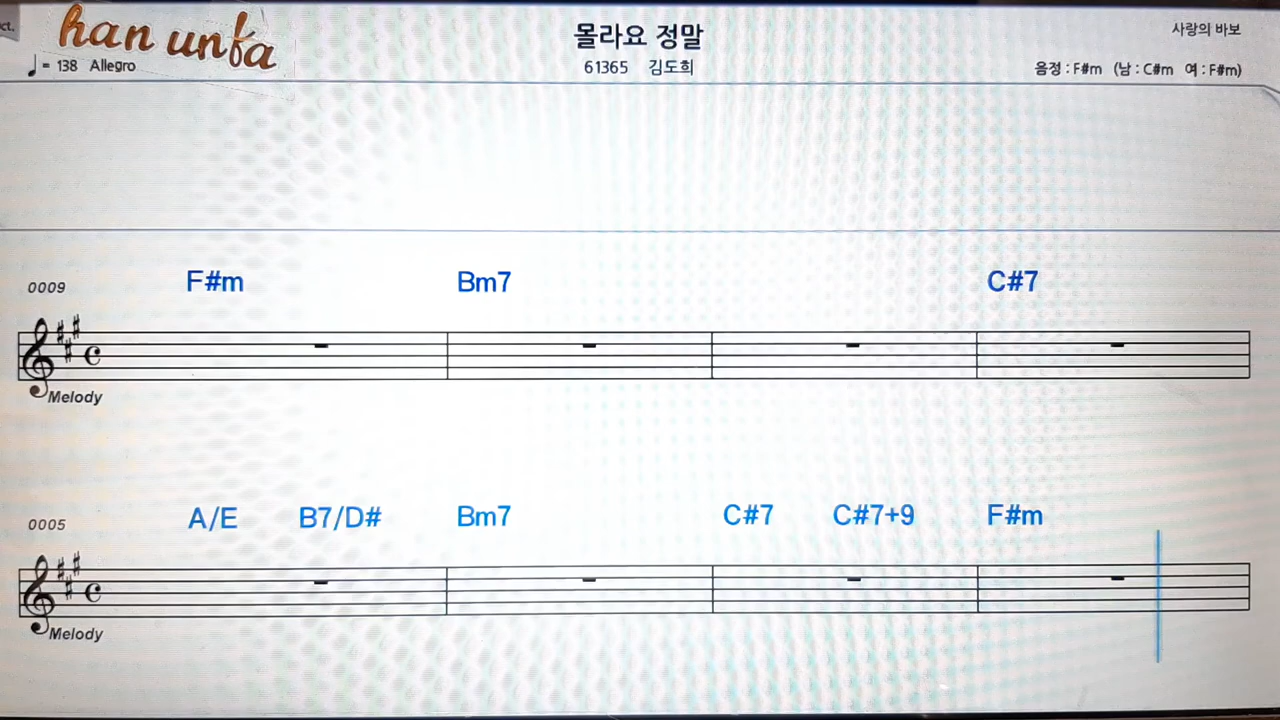 ct.
han unfa
몰라요 정말
사랑의 바보
♩ = 138 Allegro
61365 김도희
음정 : F#m (남 : C#m 여 : F#m)
0009 F#m Bm7 C#7
Melody
0005 A/E B7/D# Bm7 C#7 C#7+9 F#m
Melody